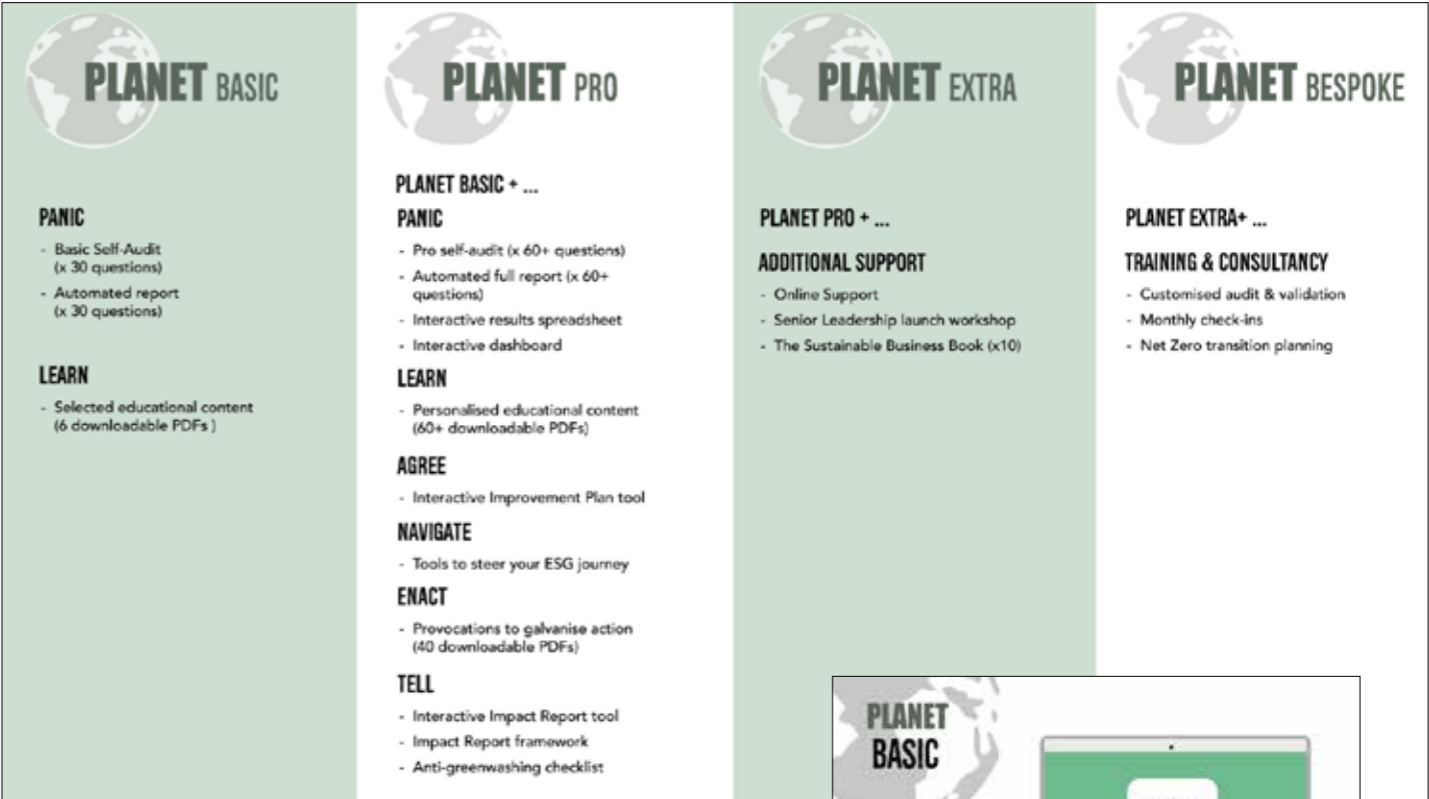 PLANET BASIC
PANIC
- Basic Self-Audit
(x 30 questions)
- Automated report
(x 30 questions)
LEARN
- Selected educational content
(6 downloadable PDFs )
PLANET PRO
PLANET BASIC + ...
PANIC
- Pro self-audit (x 60+ questions)
- Automated full report (x 60+
questions)
- Interactive results spreadsheet
- Interactive dashboard
LEARN
- Personalised educational content
(60+ downloadable PDFs)
AGREE
- Interactive Improvement Plan tool
NAVIGATE
- Tools to steer your ESG journey
ENACT
- Provocations to galvanise action
(40 downloadable PDFs)
TELL
- Interactive Impact Report tool
- Impact Report framework
- Anti-greenwashing checklist
PLANET EXTRA
PLANET PRO + ...
ADDITIONAL SUPPORT
- Online Support
- Senior Leadership launch workshop
- The Sustainable Business Book (x10)
PLANET BESPOKE
PLANET EXTRA+ ...
TRAINING & CONSULTANCY
- Customised audit & validation
- Monthly check-ins
- Net Zero transition planning
PLANET
BASIC